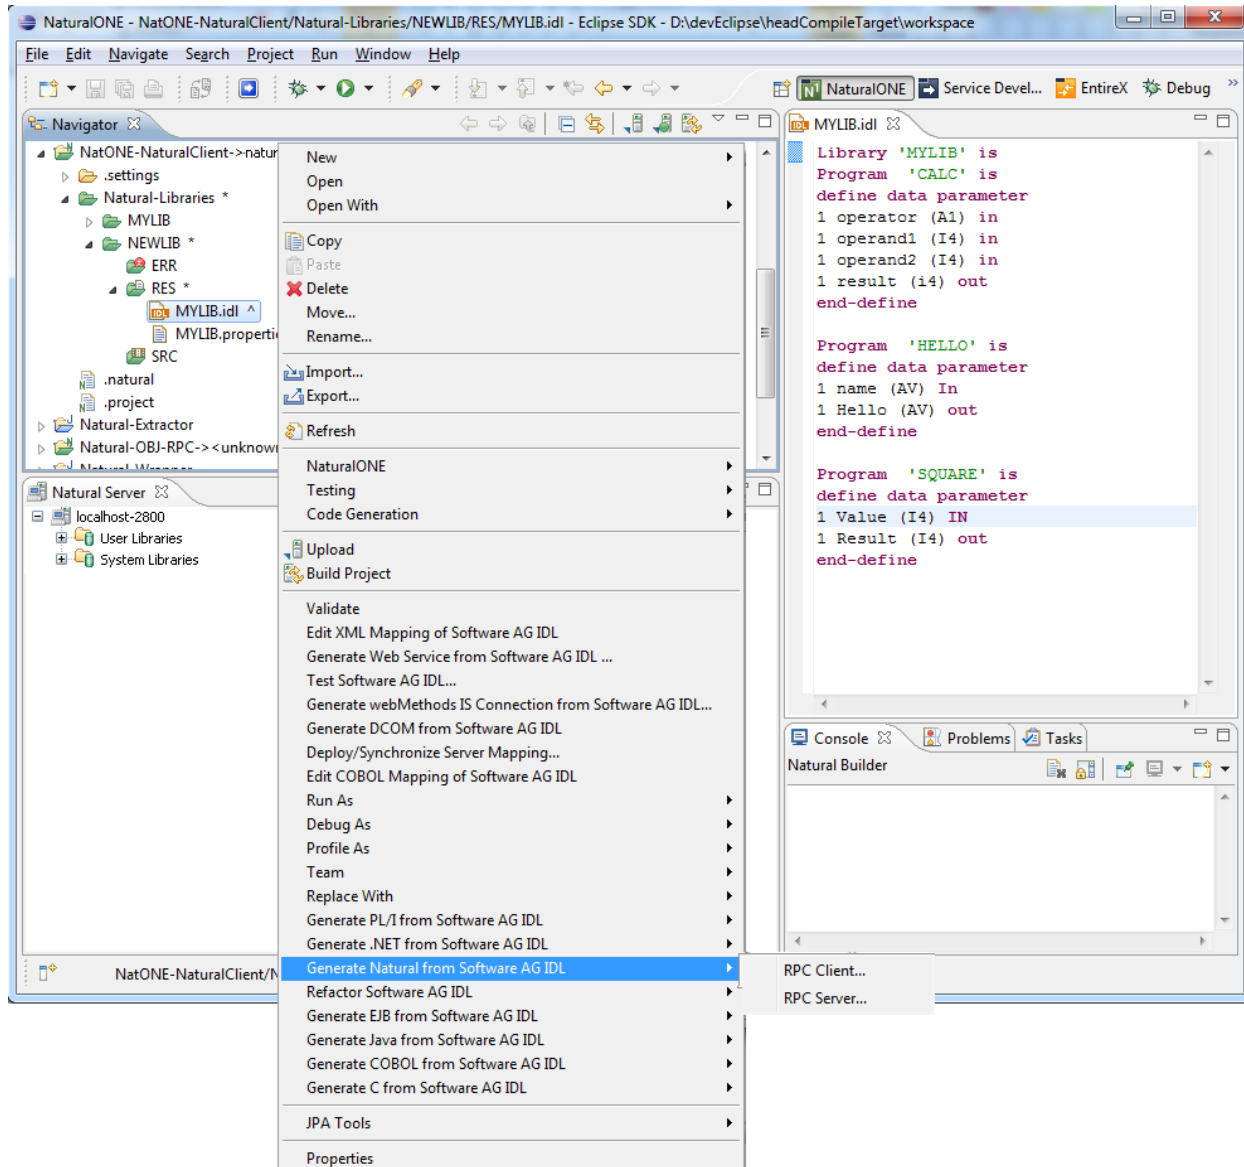 NaturalONE - NatONE-NaturalClient/Natural-Libraries/NEWLIB/RES/MYLIB.idl - Eclipse SDK - D:\devEclipse\headCompileTarget\workspace
File Edit Navigate Search Project Run Window Help
NaturalONE Service Devel... EntireX Debug »
Navigator
NatONE-NaturalClient->natur
.settings
Natural-Libraries *
MYLIB
NEWLIB *
ERR
RES *
MYLIB.idl ^
MYLIB.properti
SRC
.natural
.project
Natural-Extractor
Natural-OBJ-RPC-><unknow
Natural-Wrapper
Natural Server
localhost-2800
User Libraries
System Libraries
NatONE-NaturalClient/N
New
Open
Open With
Copy
Paste
Delete
Move...
Rename...
Import...
Export...
Refresh
NaturalONE
Testing
Code Generation
Upload
Build Project
Validate
Edit XML Mapping of Software AG IDL
Generate Web Service from Software AG IDL ...
Test Software AG IDL...
Generate webMethods IS Connection from Software AG IDL...
Generate DCOM from Software AG IDL
Deploy/Synchronize Server Mapping...
Edit COBOL Mapping of Software AG IDL
Run As
Debug As
Profile As
Team
Replace With
Generate PL/I from Software AG IDL
Generate .NET from Software AG IDL
Generate Natural from Software AG IDL
Refactor Software AG IDL
Generate EJB from Software AG IDL
Generate Java from Software AG IDL
Generate COBOL from Software AG IDL
Generate C from Software AG IDL
JPA Tools
Properties
RPC Client...
RPC Server...
MYLIB.idl
Library 'MYLIB' is
Program 'CALC' is
define data parameter
1 operator (A1) in
1 operand1 (I4) in
1 operand2 (I4) in
1 result (i4) out
end-define
Program 'HELLO' is
define data parameter
1 name (AV) In
1 Hello (AV) out
end-define
Program 'SQUARE' is
define data parameter
1 Value (I4) IN
1 Result (I4) out
end-define
Console Problems Tasks
Natural Builder